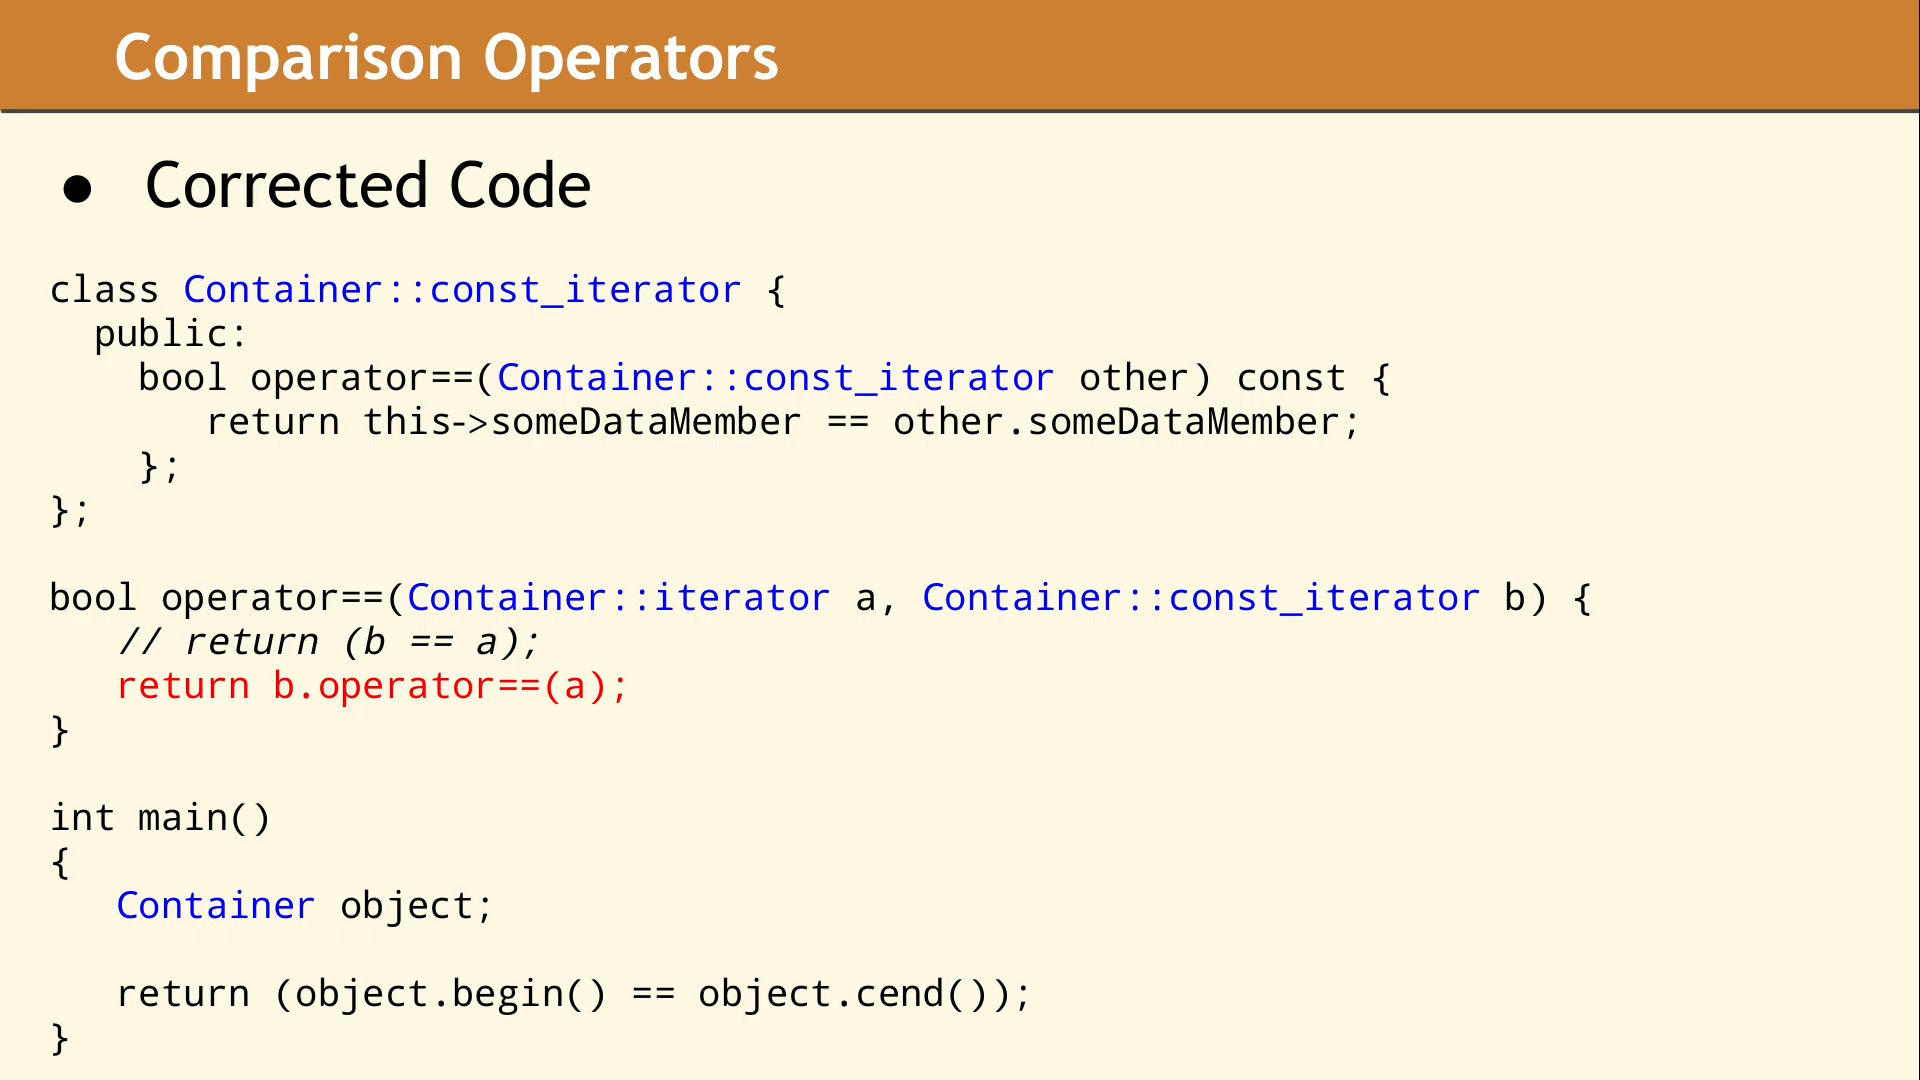 Comparison Operators
● Corrected Code
class Container::const_iterator {
  public:
    bool operator==(Container::const_iterator other) const {
       return this->someDataMember == other.someDataMember;
    };
};
bool operator==(Container::iterator a, Container::const_iterator b) {
   // return (b == a);
   return b.operator==(a);
}
int main()
{
   Container object;
   return (object.begin() == object.cend());
}